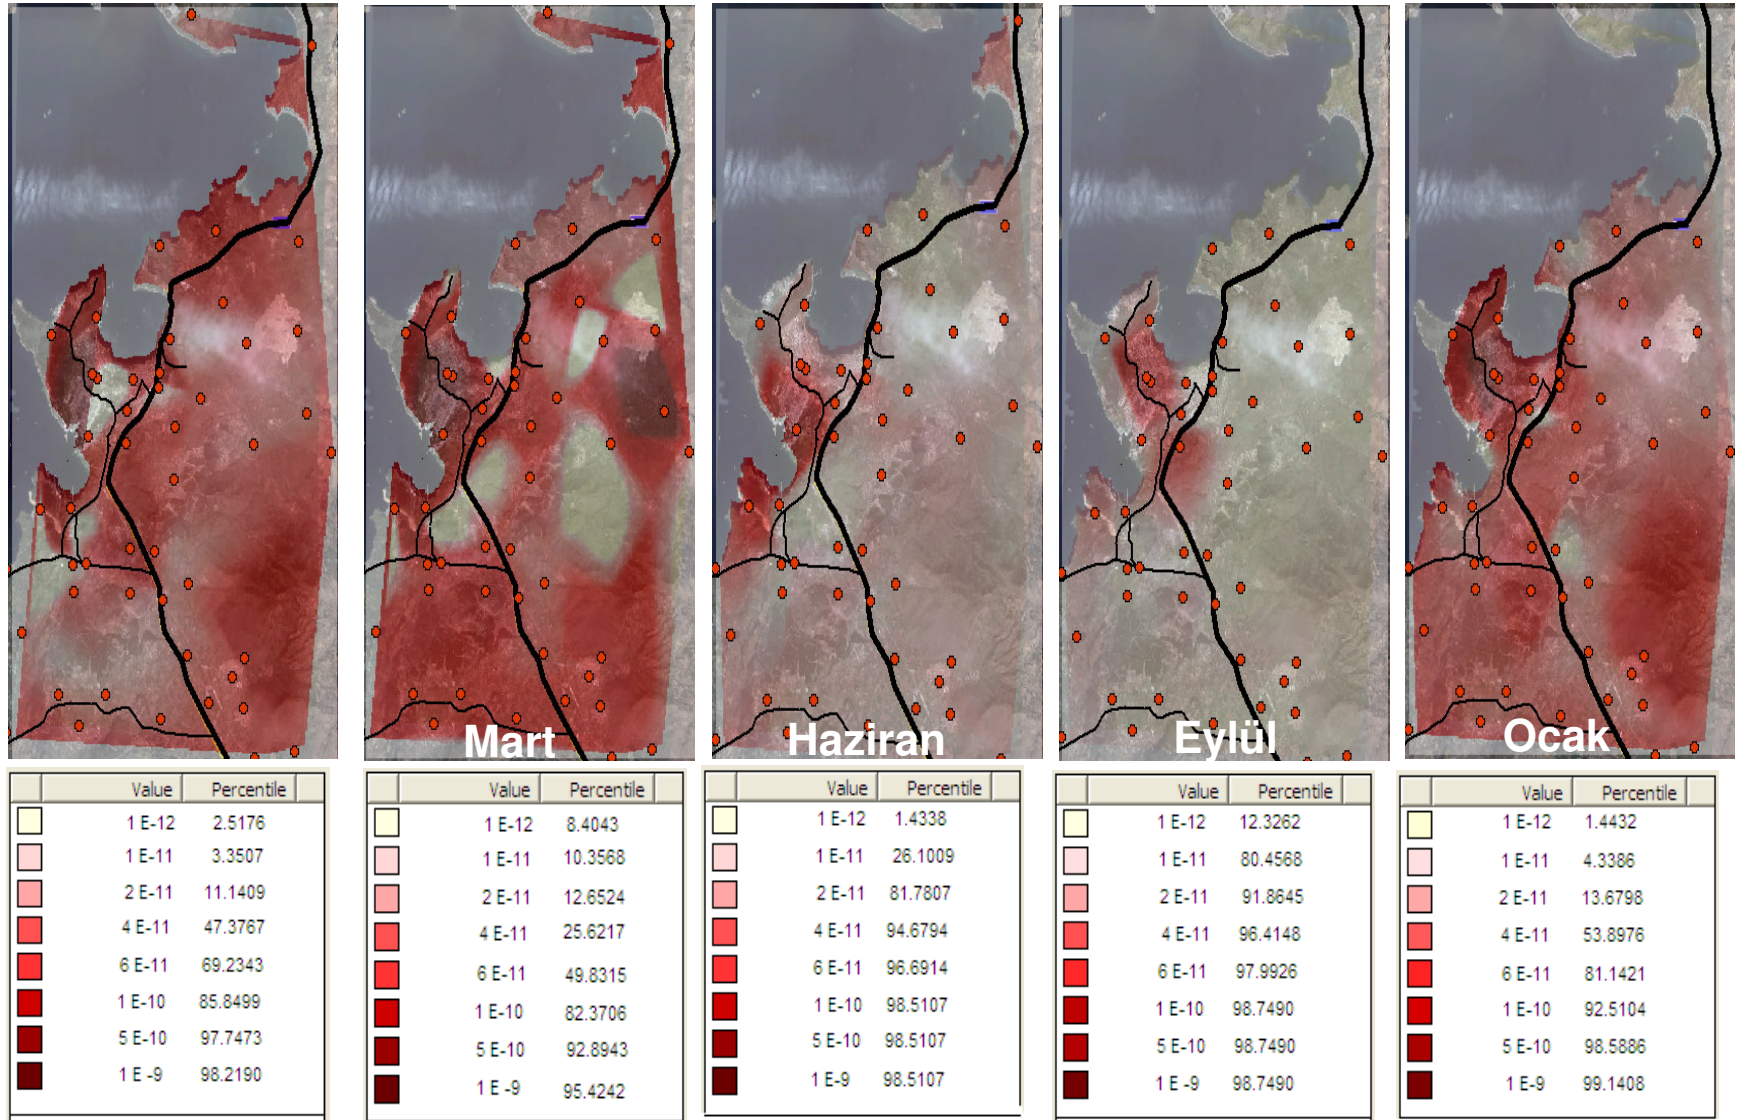 Mart
Haziran
Eylül
Ocak
Value Percentile
1 E-12 2.5176
1 E-11 3.3507
2 E-11 11.1409
4 E-11 47.3767
6 E-11 69.2343
1 E-10 85.8499
5 E-10 97.7473
1 E -9 98.2190
Value Percentile
1 E-12 8.4043
1 E-11 10.3568
2 E-11 12.6524
4 E-11 25.6217
6 E-11 49.8315
1 E-10 82.3706
5 E-10 92.8943
1 E -9 95.4242
Value Percentile
1 E-12 1.4338
1 E-11 26.1009
2 E-11 81.7807
4 E-11 94.6794
6 E-11 96.6914
1 E-10 98.5107
5 E-10 98.5107
1 E-9 98.5107
Value Percentile
1 E-12 12.3262
1 E-11 80.4568
2 E-11 91.8645
4 E-11 96.4148
6 E-11 97.9926
1 E-10 98.7490
5 E-10 98.7490
1 E -9 98.7490
Value Percentile
1 E-12 1.4432
1 E-11 4.3386
2 E-11 13.6798
4 E-11 53.8976
6 E-11 81.1421
1 E-10 92.5104
5 E-10 98.5886
1 E-9 99.1408